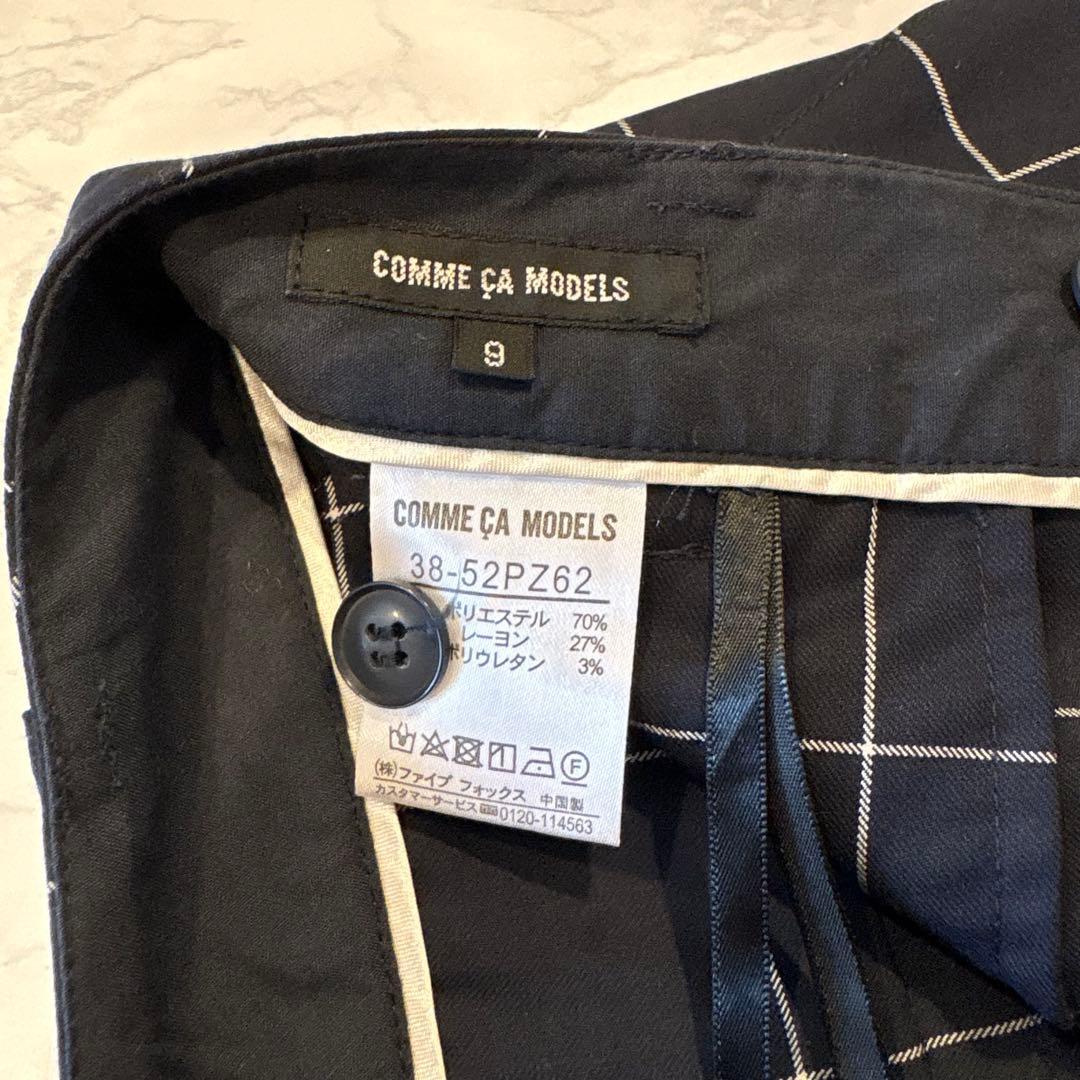 COMME ÇA MODELS
9
COMME ÇA MODELS
38-52PZ62
ポリエステル 70%
レーヨン 27%
ポリウレタン 3%
F
(株)ファイブ フォックス 中国製
カスタマーサービス 0120-114563